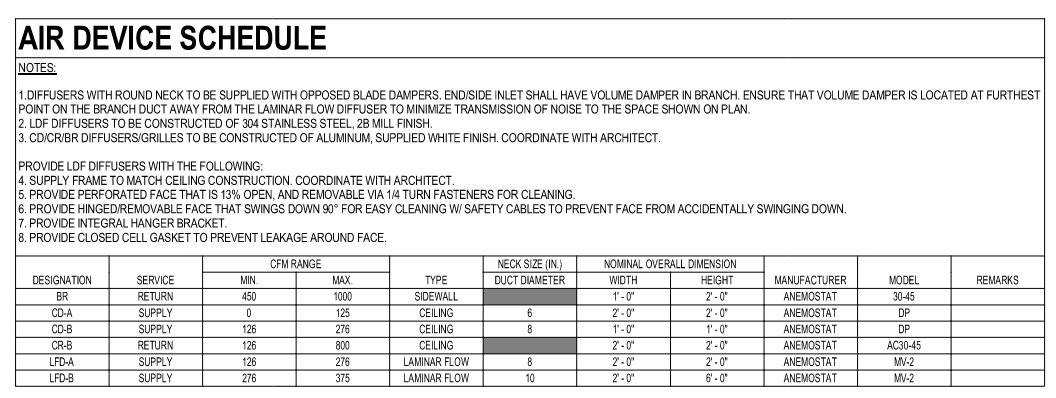 AIR DEVICE SCHEDULE
NOTES:
1.DIFFUSERS WITH ROUND NECK TO BE SUPPLIED WITH OPPOSED BLADE DAMPERS. END/SIDE INLET SHALL HAVE VOLUME DAMPER IN BRANCH. ENSURE THAT VOLUME DAMPER IS LOCATED AT FURTHEST
POINT ON THE BRANCH DUCT AWAY FROM THE LAMINAR FLOW DIFFUSER TO MINIMIZE TRANSMISSION OF NOISE TO THE SPACE SHOWN ON PLAN.
2. LDF DIFFUSERS TO BE CONSTRUCTED OF 304 STAINLESS STEEL, 2B MILL FINISH.
3. CD/CR/BR DIFFUSERS/GRILLES TO BE CONSTRUCTED OF ALUMINUM, SUPPLIED WHITE FINISH. COORDINATE WITH ARCHITECT.
PROVIDE LDF DIFFUSERS WITH THE FOLLOWING:
4. SUPPLY FRAME TO MATCH CEILING CONSTRUCTION. COORDINATE WITH ARCHITECT.
5. PROVIDE PERFORATED FACE THAT IS 13% OPEN, AND REMOVABLE VIA 1/4 TURN FASTENERS FOR CLEANING.
6. PROVIDE HINGED/REMOVABLE FACE THAT SWINGS DOWN 90° FOR EASY CLEANING W/ SAFETY CABLES TO PREVENT FACE FROM ACCIDENTALLY SWINGING DOWN.
7. PROVIDE INTEGRAL HANGER BRACKET.
8. PROVIDE CLOSED CELL GASKET TO PREVENT LEAKAGE AROUND FACE.
CFM RANGE NECK SIZE (IN.) NOMINAL OVERALL DIMENSION
DESIGNATION SERVICE MIN. MAX. TYPE DUCT DIAMETER WIDTH HEIGHT MANUFACTURER MODEL REMARKS
BR RETURN 450 1000 SIDEWALL 1' - 0" 2' - 0" ANEMOSTAT 30-45
CD-A SUPPLY 0 125 CEILING 6 2' - 0" 2' - 0" ANEMOSTAT DP
CD-B SUPPLY 126 276 CEILING 8 1' - 0" 1' - 0" ANEMOSTAT DP
CR-B RETURN 126 800 CEILING 2' - 0" 2' - 0" ANEMOSTAT AC30-45
LFD-A SUPPLY 126 276 LAMINAR FLOW 8 2' - 0" 2' - 0" ANEMOSTAT MV-2
LFD-B SUPPLY 276 375 LAMINAR FLOW 10 2' - 0" 6' - 0" ANEMOSTAT MV-2